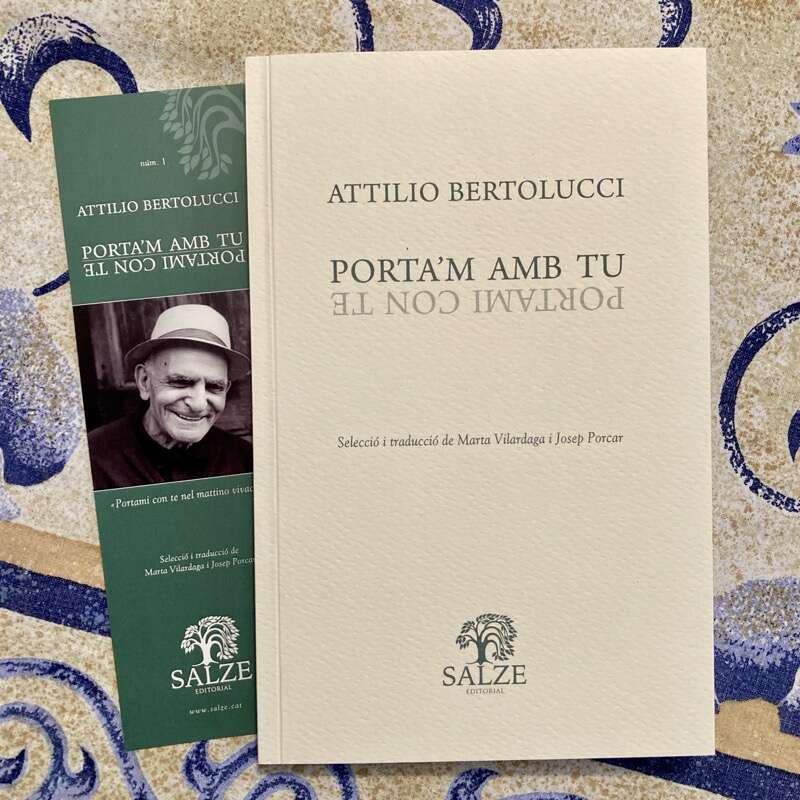 núm. 1
ATTILIO BERTOLUCCI
PORTA'M AMB TU
PORTAMI CON TE
«Portami con te nel mattino
Selecció i traducció de
Marta Vilardaga i Josep Porcar
SALZE
EDITORIAL
www.salze.cat
ATTILIO BERTOLUCCI
PORTA'M AMB TU
PORTAMI CON TE
Selecció i traducció de Marta Vilardaga i Josep Porcar
SALZE
EDITORIAL